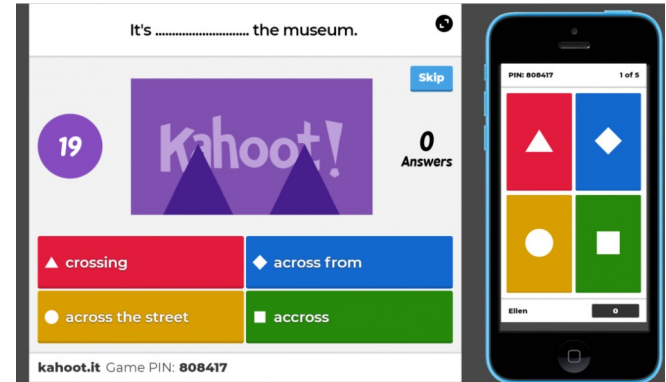 It's ............................ the museum.
Skip
19
Kahoot!
0
Answers
crossing
across from
across the street
accross
kahoot.it Game PIN: 808417
PIN: 808417 1 of 5
Ellen 0